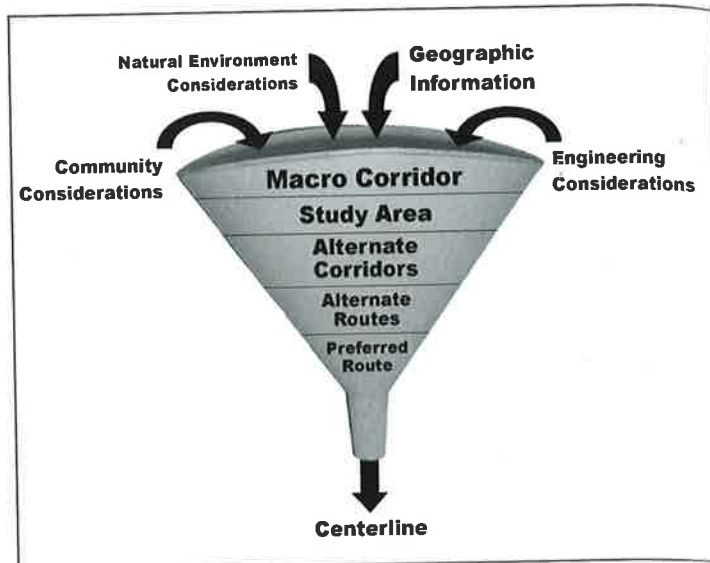 Natural Environment
Considerations
Geographic
Information
Community
Considerations
Engineering
Considerations
Macro Corridor
Study Area
Alternate
Corridors
Alternate
Routes
Preferred
Route
Centerline